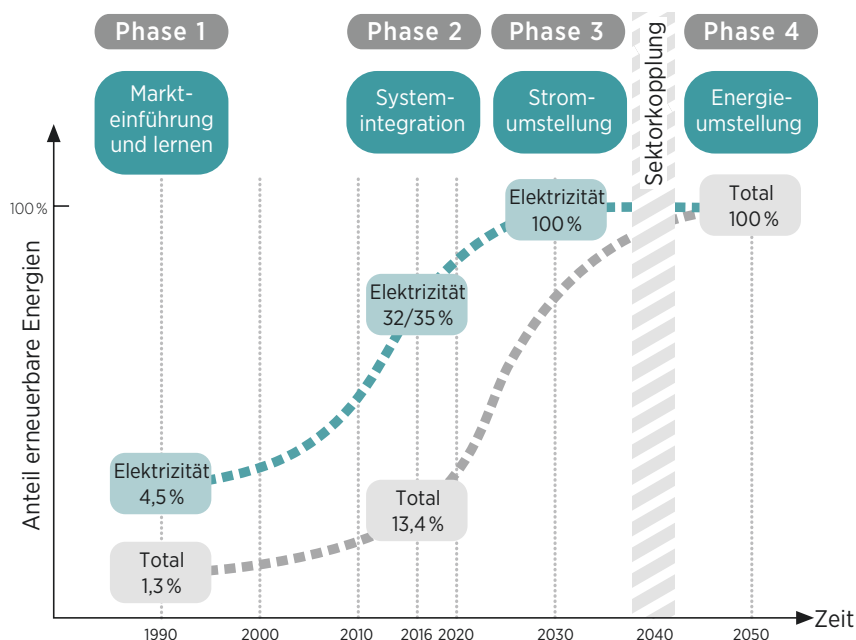 Phase 1
Phase 2
Phase 3
Phase 4
Markt-
einführung
und lernen
System-
integration
Strom-
umstellung
Sektorkopplung
Energie-
umstellung
Anteil erneuerbare Energien
100 %
Elektrizität
100 %
Total
100 %
Elektrizität
32/35 %
Elektrizität
4,5 %
Total
13,4 %
Total
1,3 %
1990
2000
2010
2016
2020
2030
2040
2050
Zeit